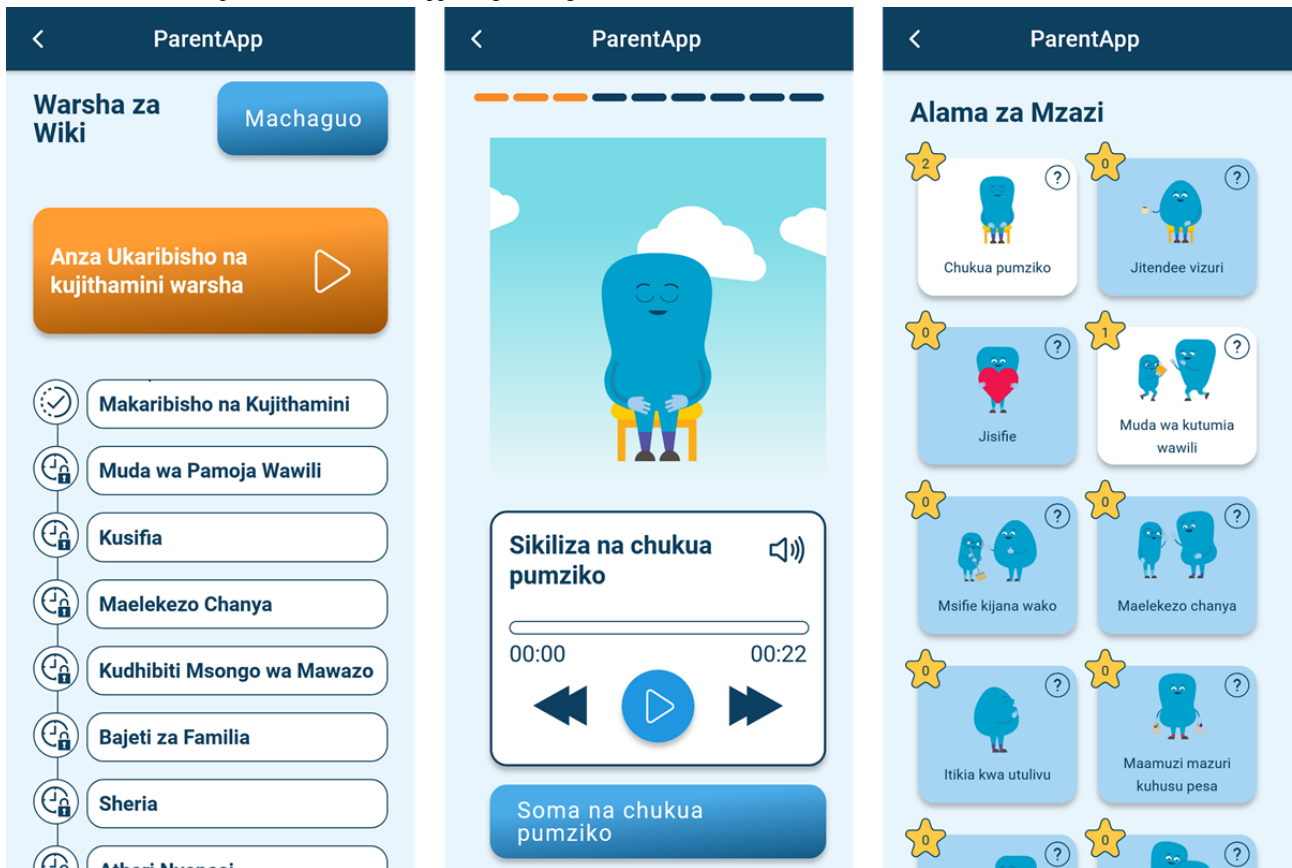 ParentApp
Warsha za
Wiki
Machaguo
Anza Ukaribisho na
kujithamini warsha
Makaribisho na Kujithamini
Muda wa Pamoja Wawili
Kusifia
Maelekezo Chanya
Kudhibiti Msongo wa Mawazo
Bajeti za Familia
Sheria
ParentApp
Sikiliza na chukua
pumziko
00:00 00:22
Soma na chukua
pumziko
ParentApp
Alama za Mzazi
2 ? 0 ?
Chukua pumziko Jitendee vizuri
0 ? 1 ?
Jisifie
Muda wa kutumia
wawili
0 ? 0 ?
Msifie kijana wako Maelekezo chanya
0 ? 0 ?
Itikia kwa utulivu
Maamuzi mazuri
kuhusu pesa
0 ? 0 ?